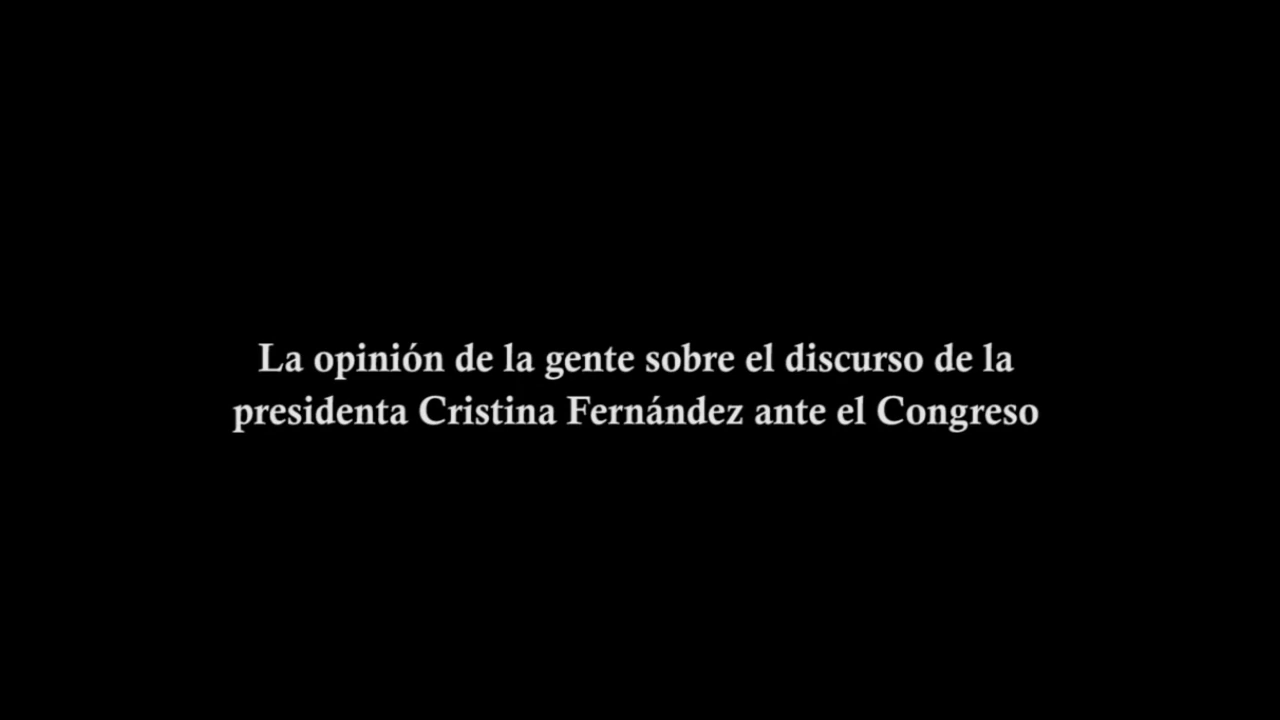 La opinión de la gente sobre el discurso de la
presidenta Cristina Fernández ante el Congreso